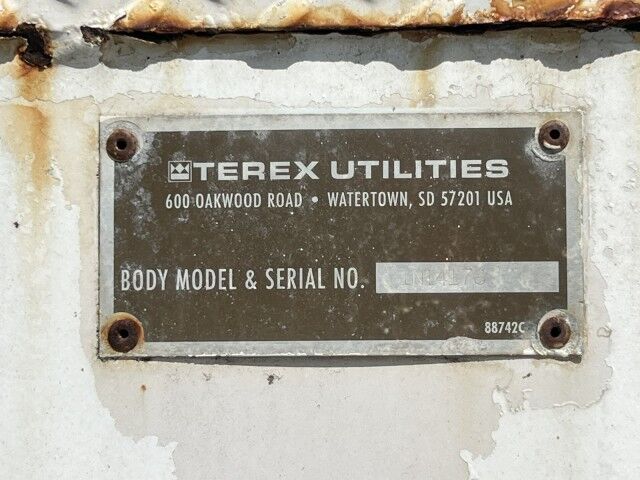 TEREX UTILITIES
600 OAKWOOD ROAD • WATERTOWN, SD 57201 USA
BODY MODEL & SERIAL NO.
88742C